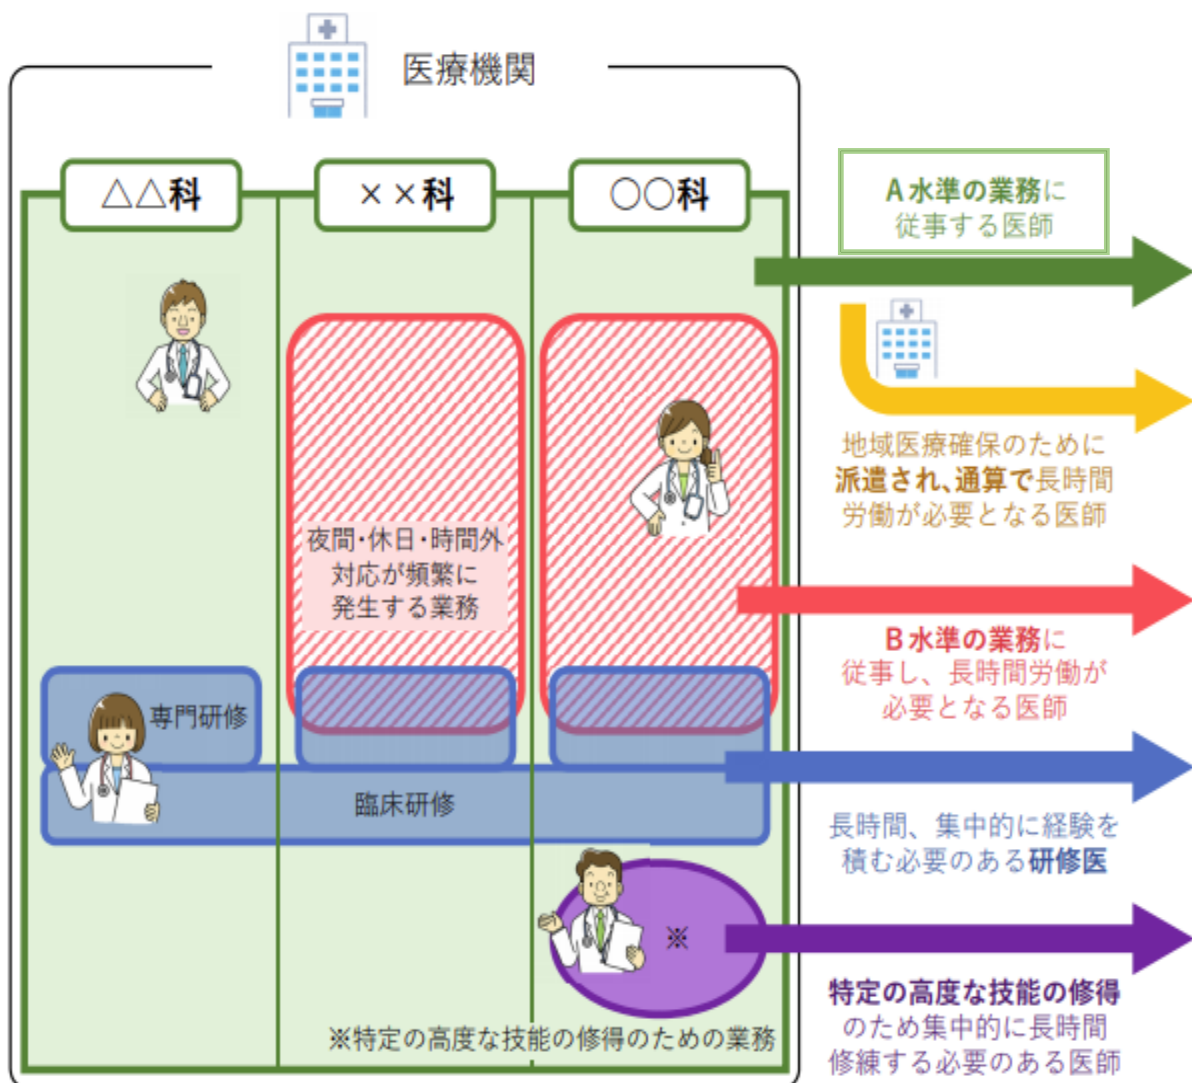 医療機関
△△科
××科
○○科
A水準の業務に
従事する医師
地域医療確保のために
派遣され、通算で長時間
労働が必要となる医師
夜間・休日・時間外
対応が頻繁に
発生する業務
B水準の業務に
従事し、長時間労働が
必要となる医師
専門研修
臨床研修
長時間、集中的に経験を
積む必要のある研修医
※
※特定の高度な技能の修得のための業務
特定の高度な技能の修得
のため集中的に長時間
修練する必要のある医師